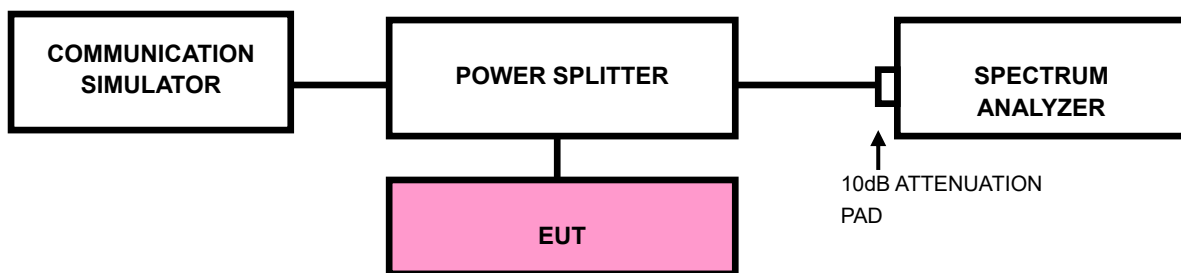 COMMUNICATION
SIMULATOR
POWER SPLITTER
SPECTRUM
ANALYZER
10dB ATTENUATION
PAD
EUT